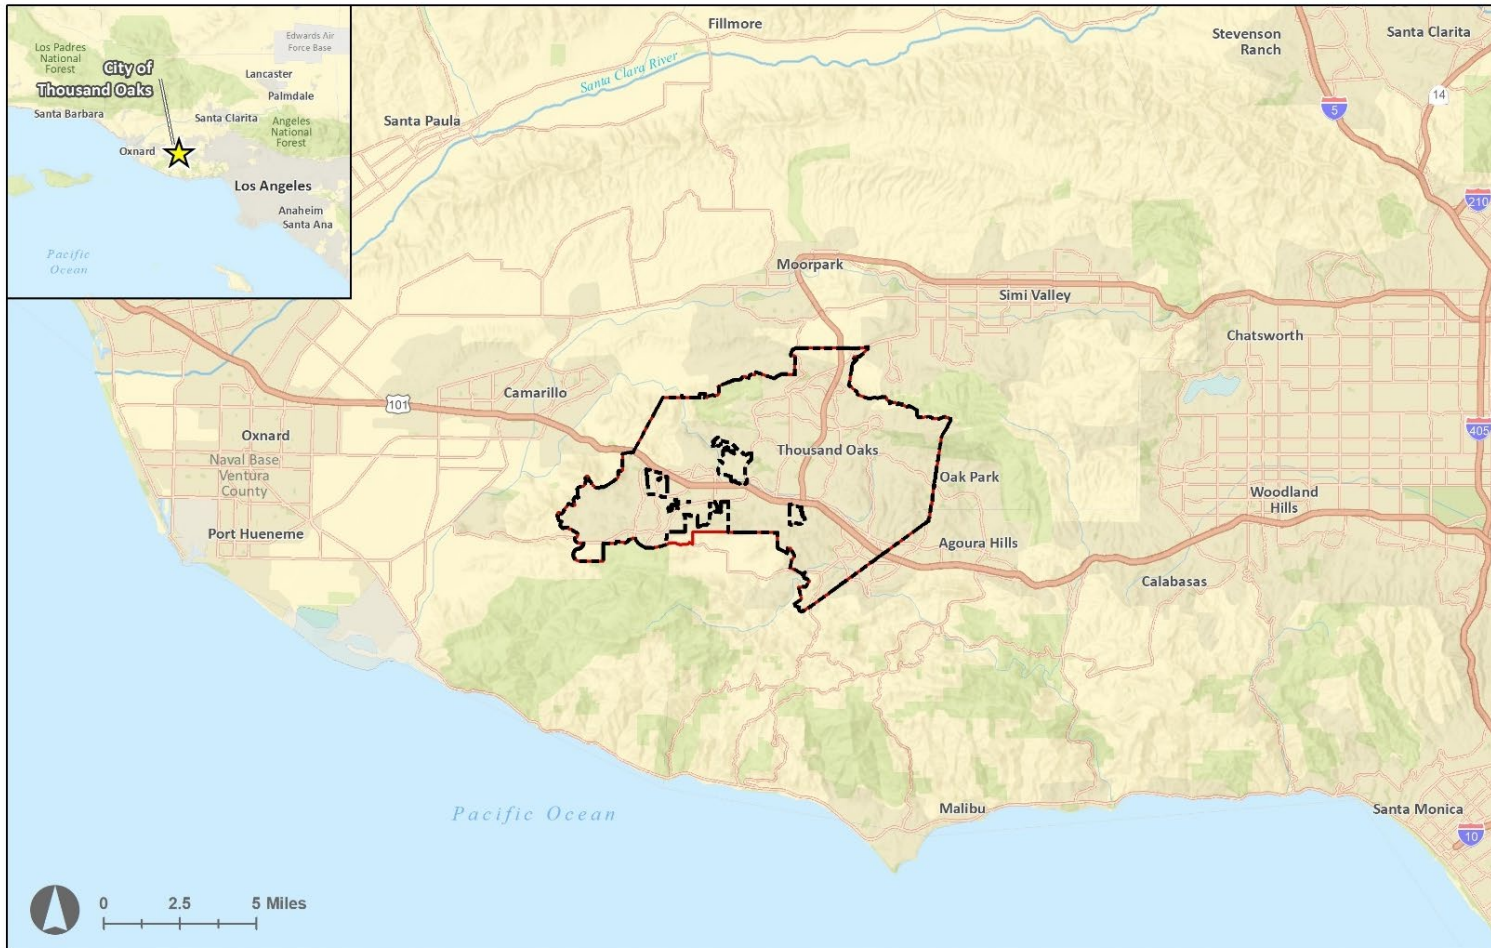 Los Padres
National
Forest
Edwards Air
Force Base
City of
Thousand Oaks
Lancaster
Palmdale
Santa Barbara
Santa Clarita
Angeles
National
Forest
Oxnard
Los Angeles
Anaheim
Santa Ana
Pacific
Ocean
Fillmore
Stevenson
Ranch
Santa Clarita
Santa Clara River
14
5
Santa Paula
210
Moorpark
Simi Valley
Chatsworth
Camarillo
101
405
Oxnard
Naval Base
Ventura
County
Thousand Oaks
Oak Park
Woodland
Hills
Port Hueneme
Agoura Hills
Calabasas
Pacific Ocean
Malibu
Santa Monica
10
0 2.5 5 Miles